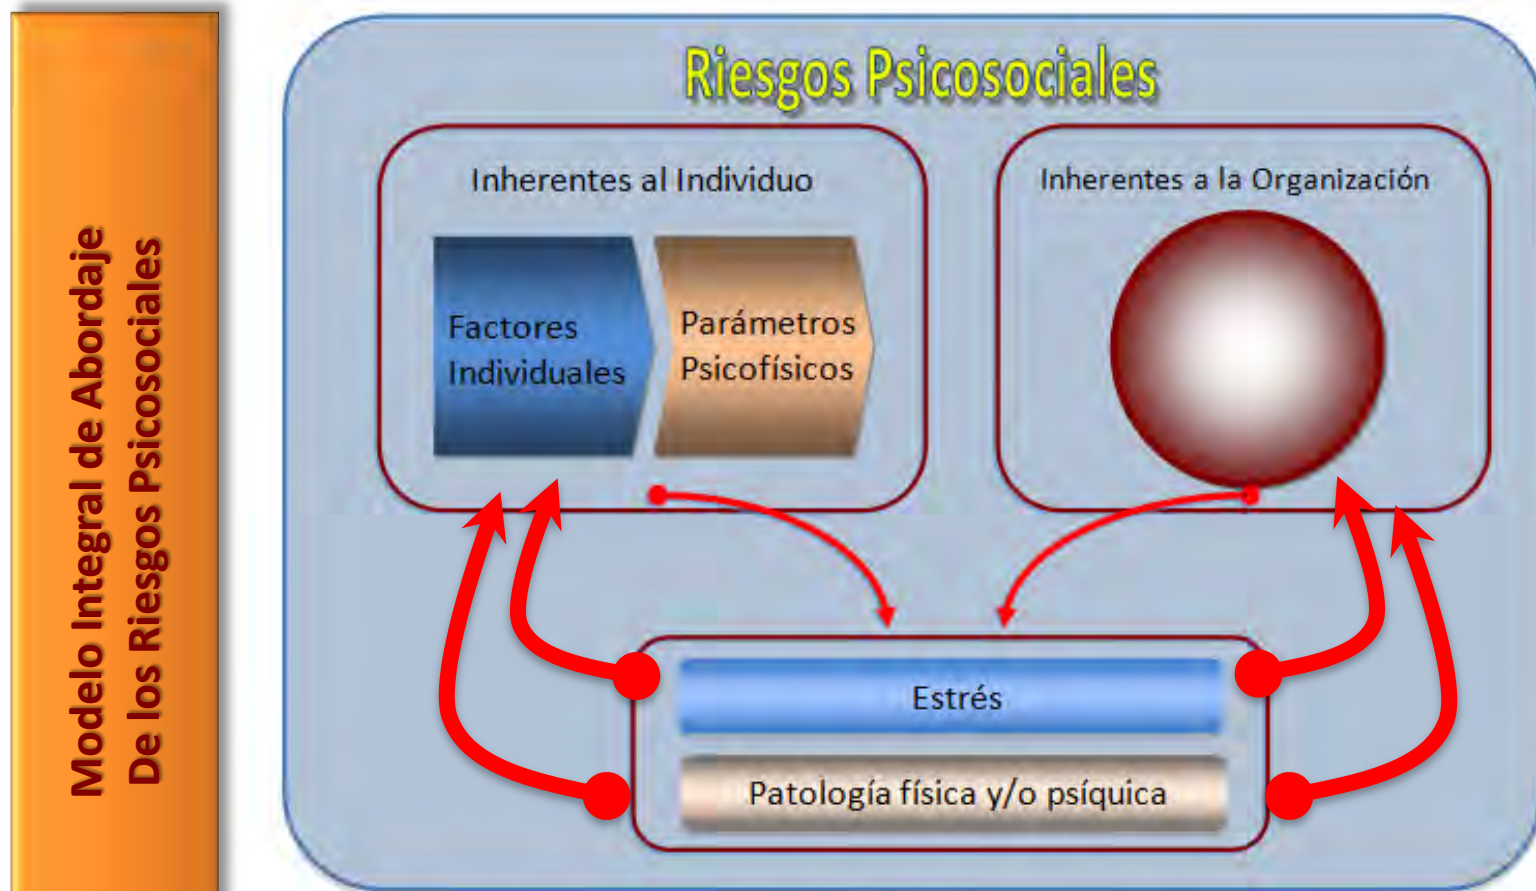 Modelo Integral de Abordaje
De los Riesgos Psicosociales
Riesgos Psicosociales
Inherentes al Individuo
Factores
Individuales
Parámetros
Psicofísicos
Inherentes a la Organización
Estrés
Patología física y/o psíquica